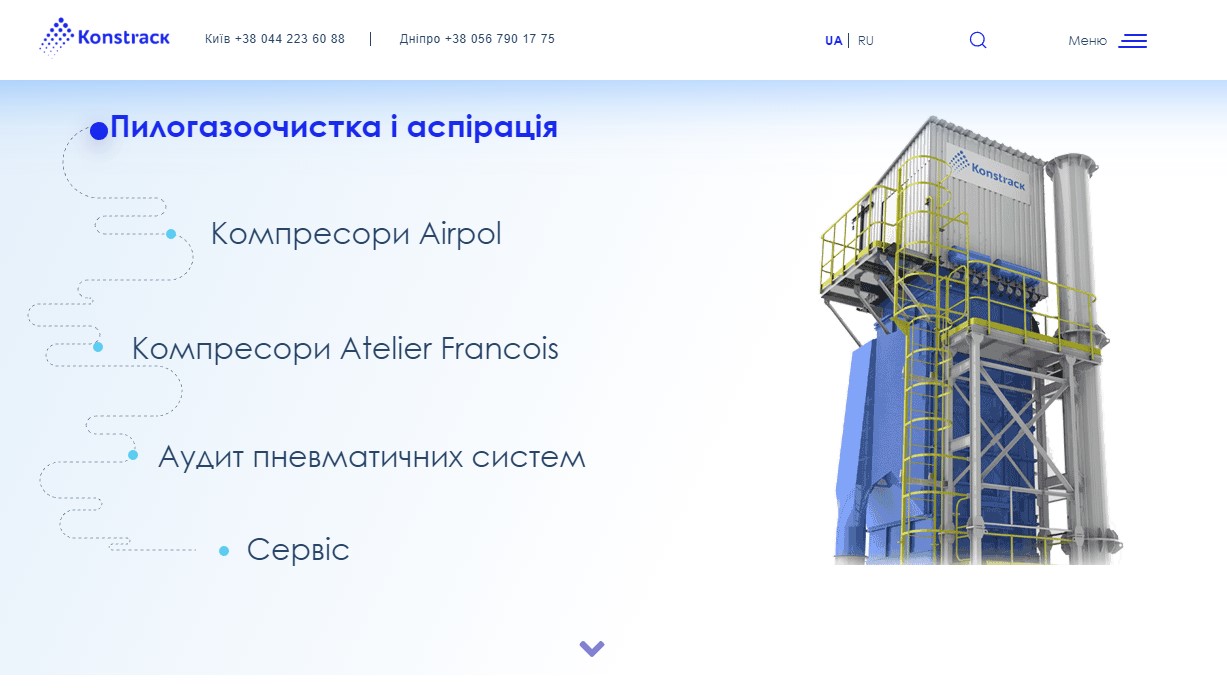 Konstrack
Київ +38 044 223 60 88 | Дніпро +38 056 790 17 75
UA | RU
Меню
Пилогазоочистка і аспірація
Konstrack
Компресори Airpol
Компресори Atelier Francois
Аудит пневматичних систем
Сервіс